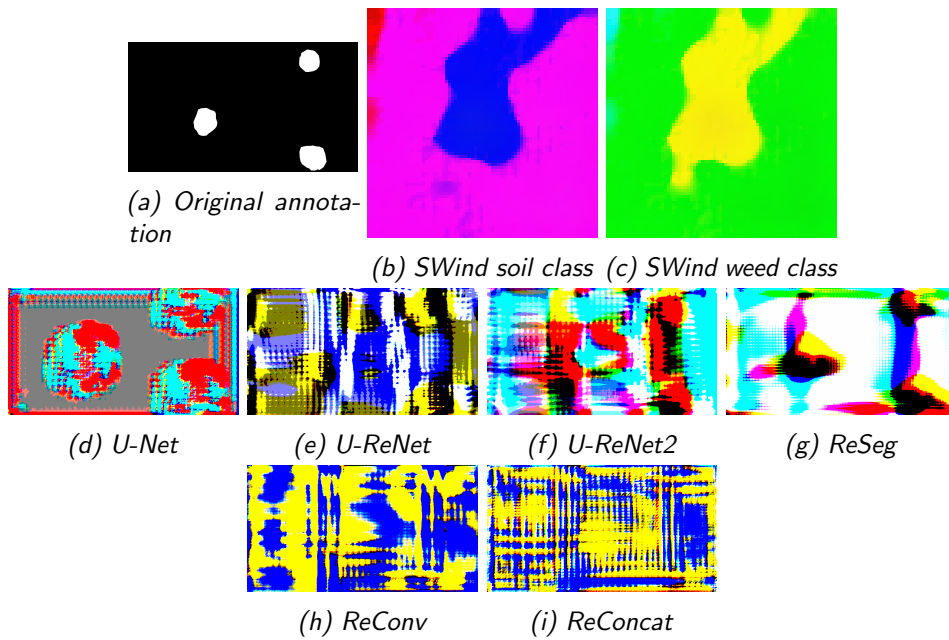 (a) Original annota-
tion
(b) SWind soil class
(c) SWind weed class
(d) U-Net
(e) U-ReNet
(f) U-ReNet2
(g) ReSeg
(h) ReConv
(i) ReConcat